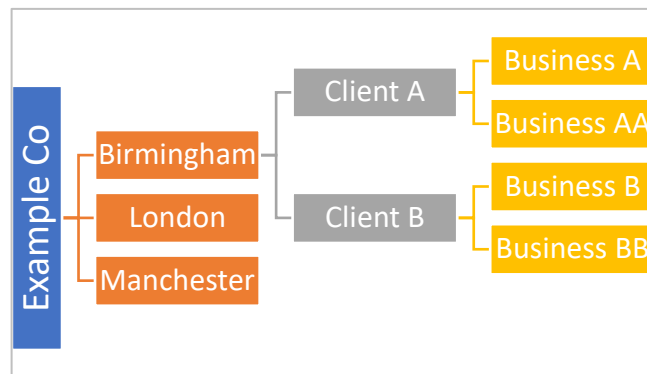 Example Co
Birmingham
London
Manchester
Client A
Client B
Business A
Business AA
Business B
Business BB